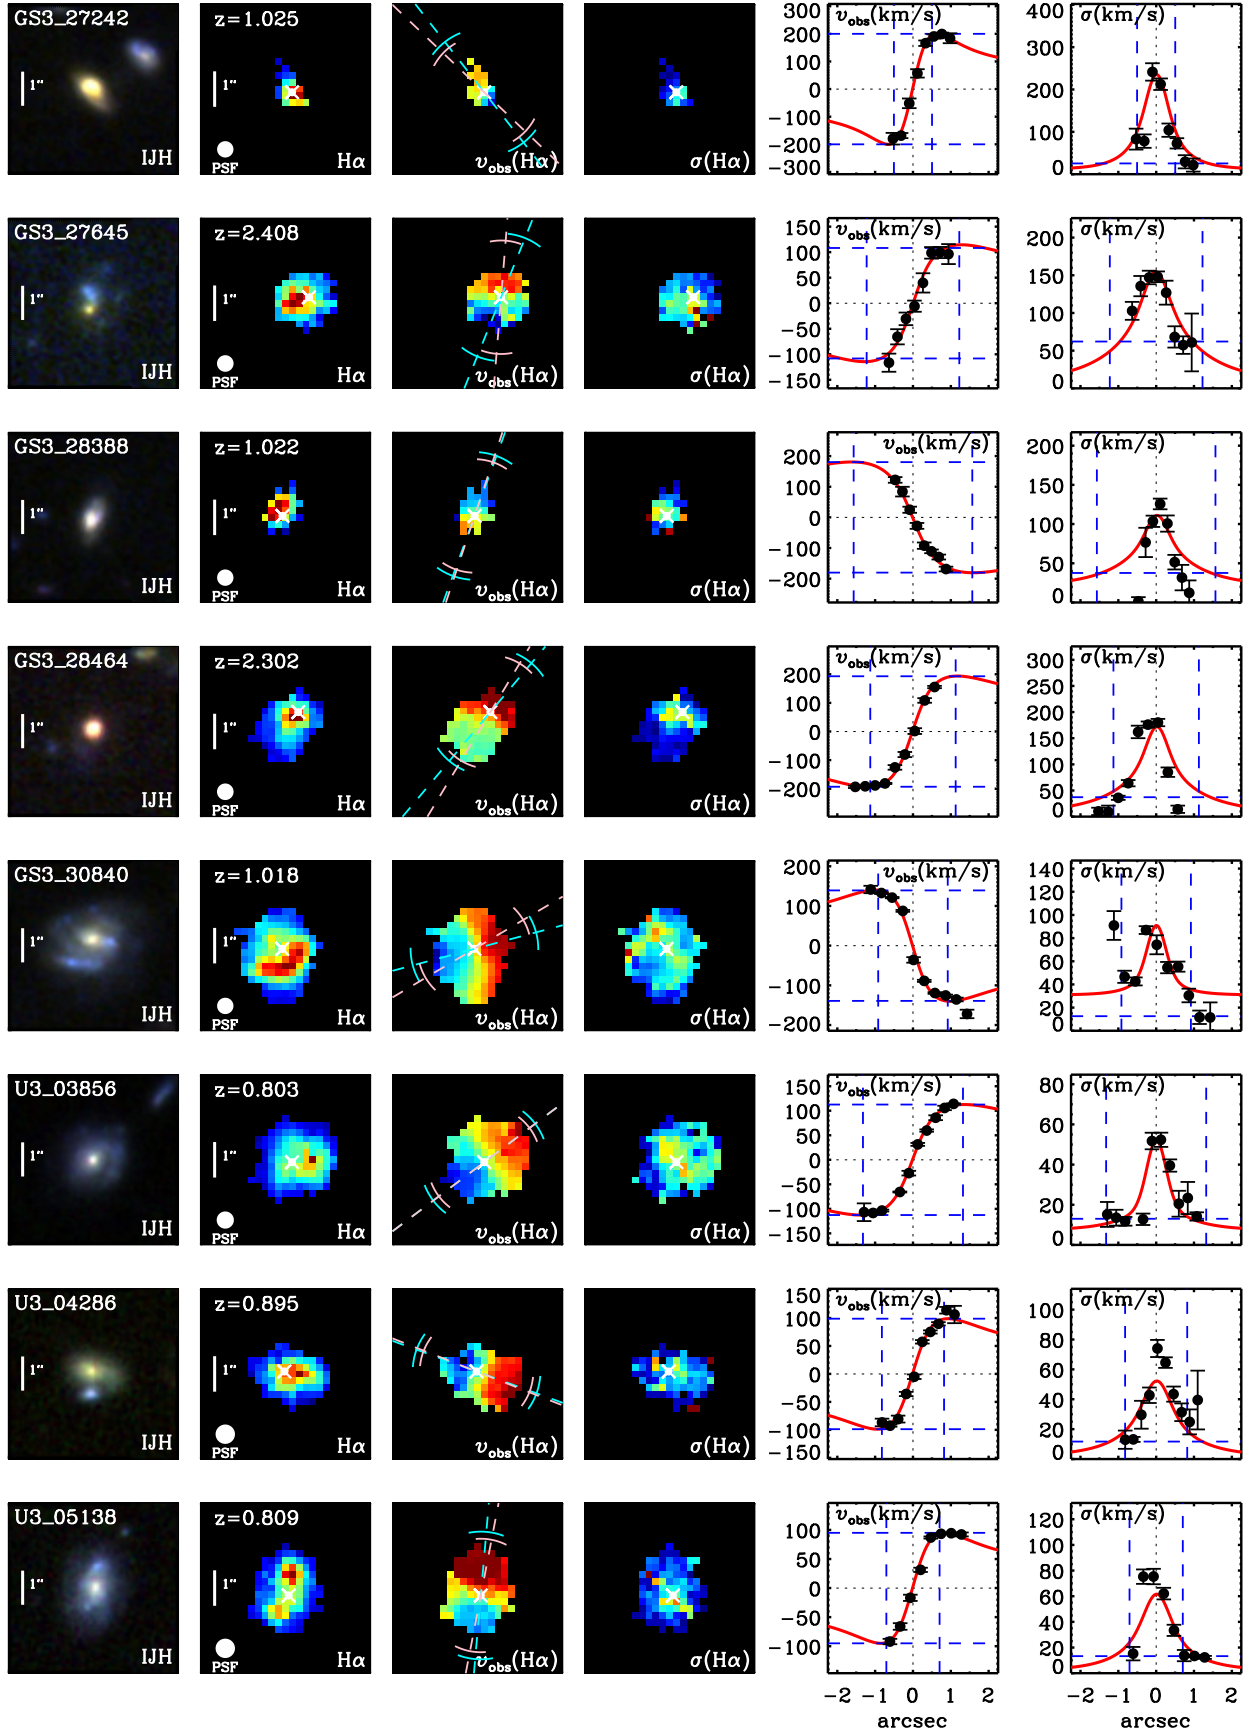 GS3_27242 z=1.025 v_obs(km/s) σ(km/s)
1" 1" PSF IJH Hα v_obs(Hα) σ(Hα)
300 200 100 0 −100 −200 −300
400 300 200 100 0
GS3_27645 z=2.408 v_obs(km/s) σ(km/s)
1" 1" PSF IJH Hα v_obs(Hα) σ(Hα)
150 100 50 0 −50 −100 −150
200 150 100 50 0
GS3_28388 z=1.022 v_obs(km/s) σ(km/s)
1" 1" PSF IJH Hα v_obs(Hα) σ(Hα)
200 100 0 −100 −200
200 150 100 50 0
GS3_28464 z=2.302 v_obs(km/s) σ(km/s)
1" 1" PSF IJH Hα v_obs(Hα) σ(Hα)
200 100 0 −100 −200
300 250 200 150 100 50 0
GS3_30840 z=1.018 v_obs(km/s) σ(km/s)
1" 1" PSF IJH Hα v_obs(Hα) σ(Hα)
200 100 0 −100 −200
140 120 100 80 60 40 20 0
U3_03856 z=0.803 v_obs(km/s) σ(km/s)
1" 1" PSF IJH Hα v_obs(Hα) σ(Hα)
150 100 50 0 −50 −100 −150
80 60 40 20 0
U3_04286 z=0.895 v_obs(km/s) σ(km/s)
1" 1" PSF IJH Hα v_obs(Hα) σ(Hα)
150 100 50 0 −50 −100 −150
100 80 60 40 20 0
U3_05138 z=0.809 v_obs(km/s) σ(km/s)
1" 1" PSF IJH Hα v_obs(Hα) σ(Hα)
100 50 0 −50 −100
120 100 80 60 40 20 0
−2 −1 0 1 2 −2 −1 0 1 2
arcsec arcsec